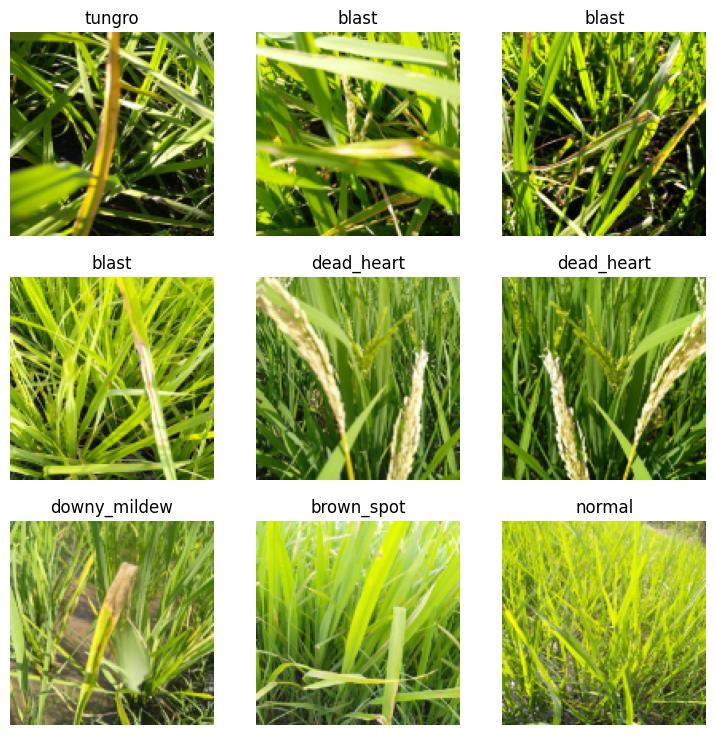 tungro
blast
blast
blast
dead_heart
dead_heart
downy_mildew
brown_spot
normal